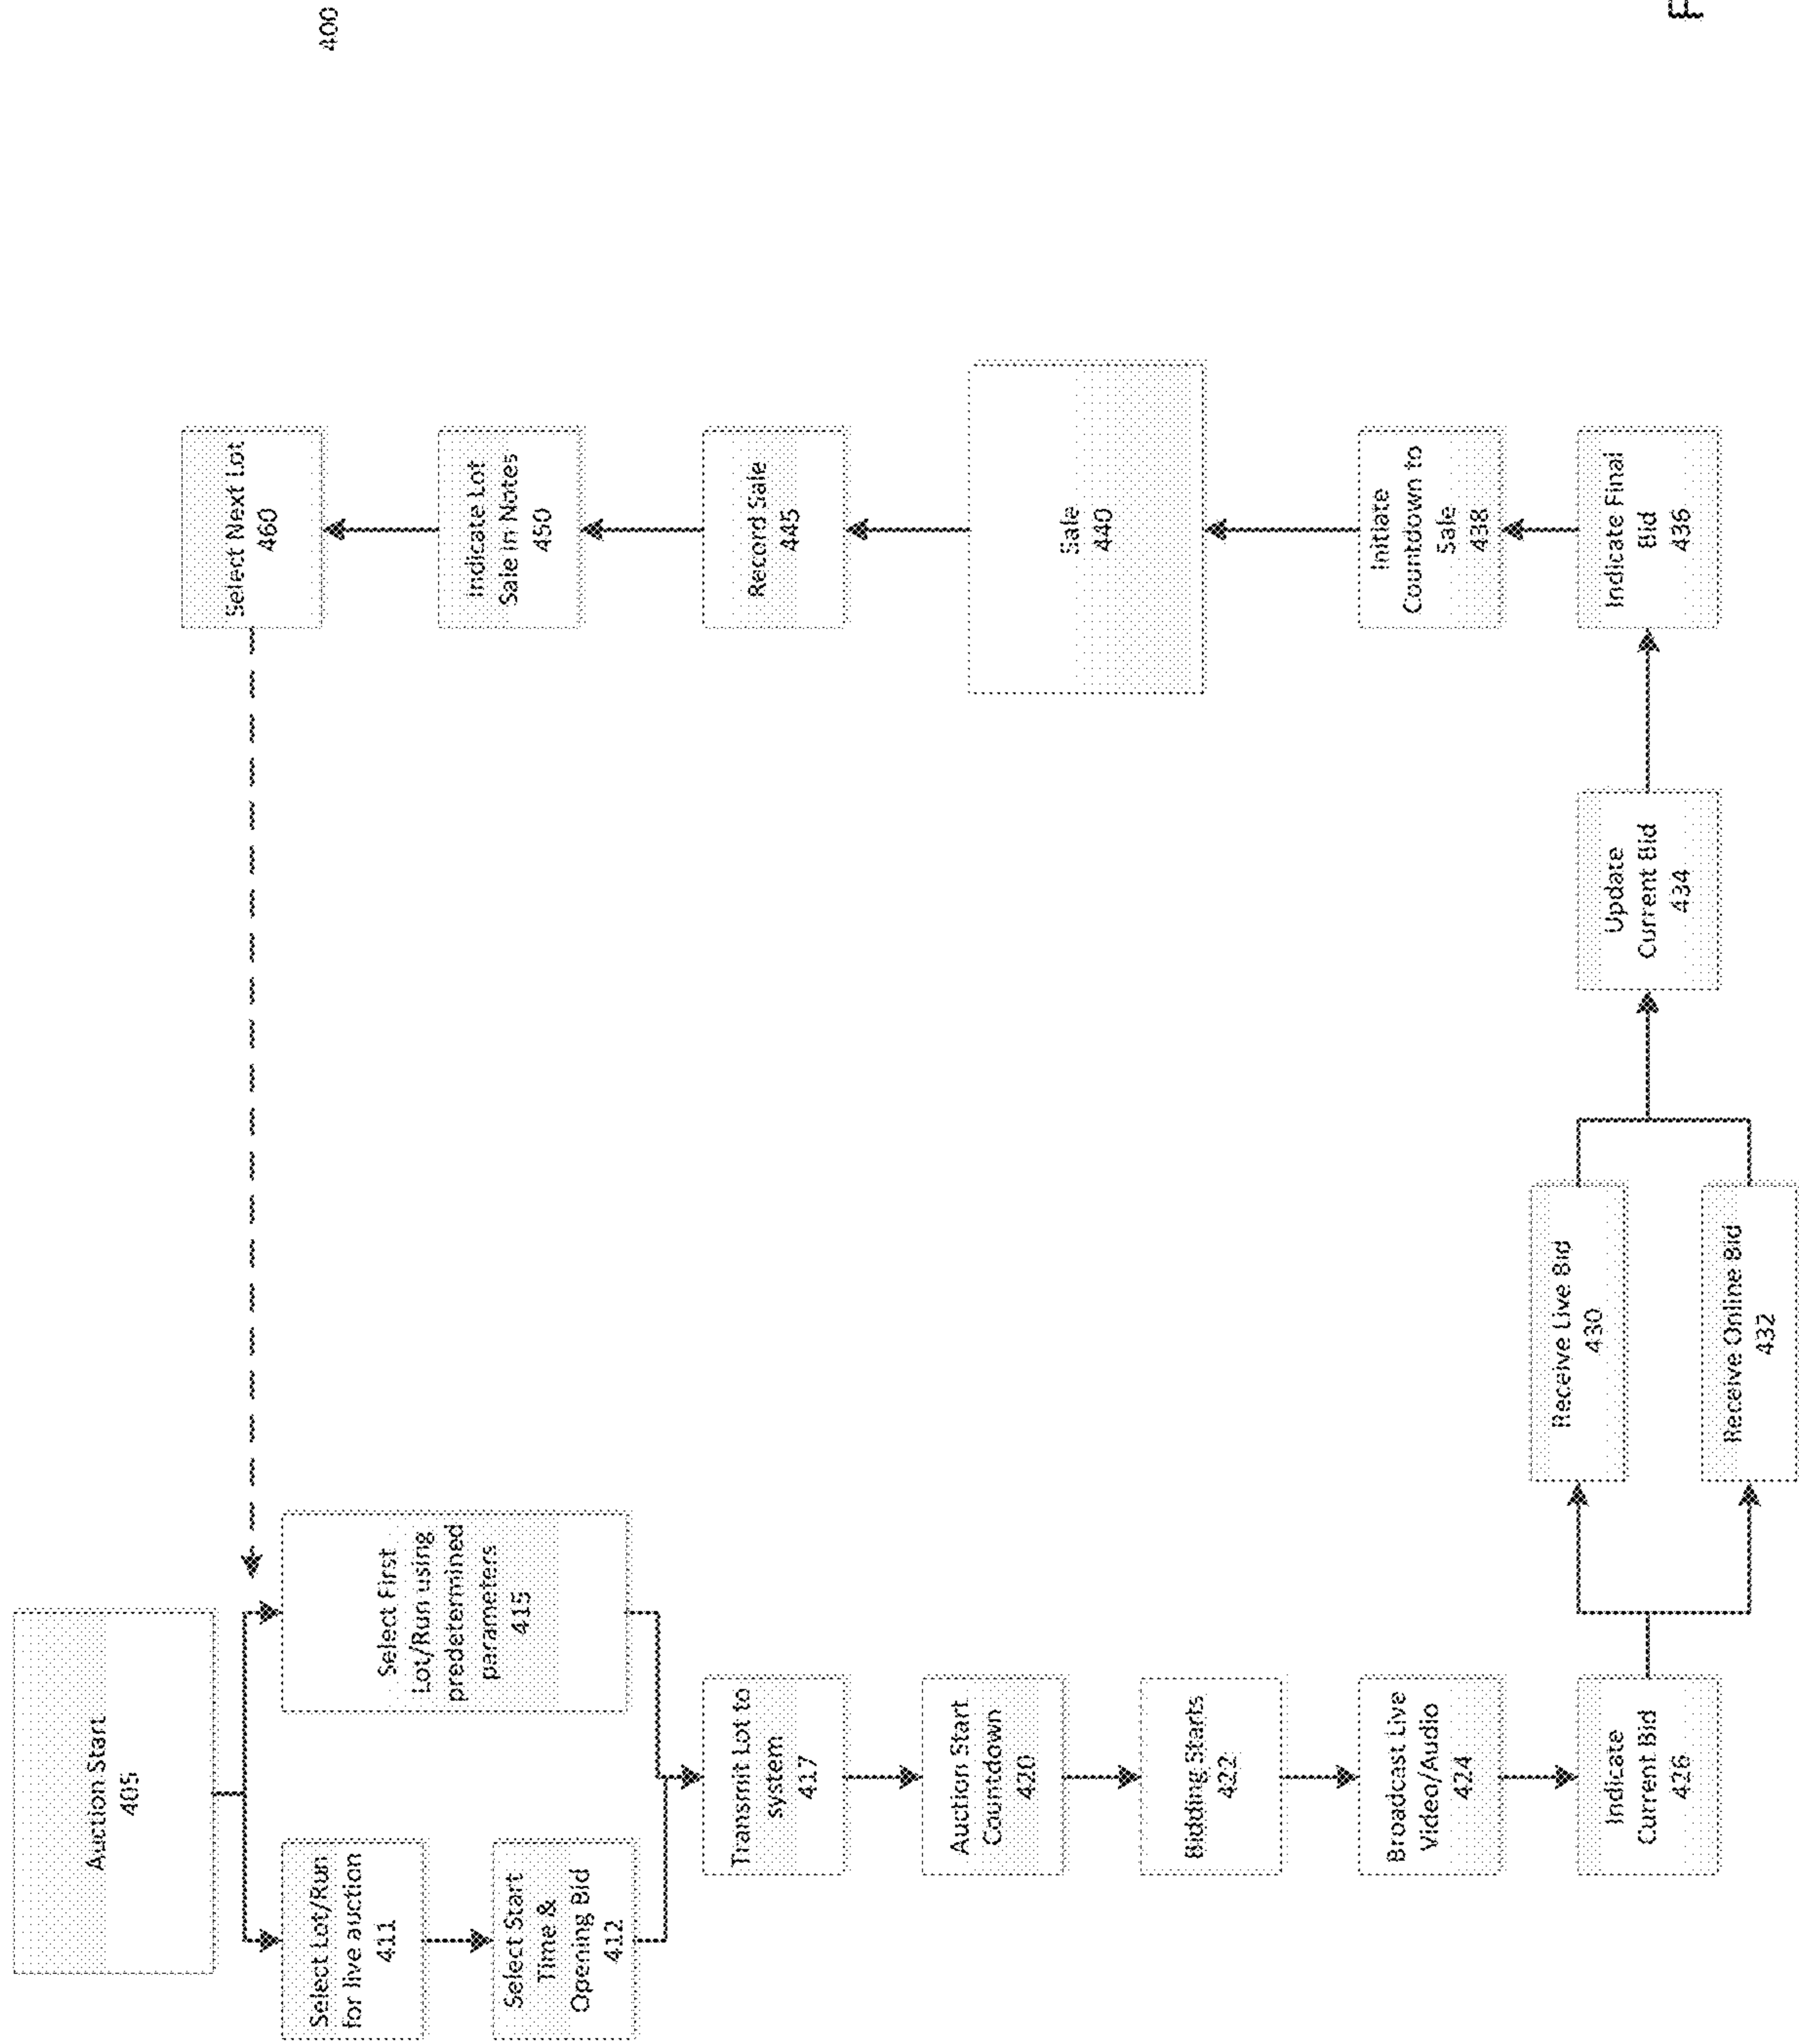 400
Auction Start
405
Select Lot/Run
for live auction
411
Select Start
Time &
Opening Bid
412
Select First
Lot/Run using
predetermined
parameters
415
Transmit Lot to
system
417
Auction Start
Countdown
420
Bidding Starts
422
Broadcast Live
Video/Audio
424
Indicate
Current Bid
426
Receive Live Bid
430
Receive Online Bid
432
Update
Current Bid
434
Indicate Final
Bid
436
Initiate
Countdown to
Sale
438
Sale
440
Record Sale
445
Indicate Lot
Sale in Notes
450
Select Next Lot
460